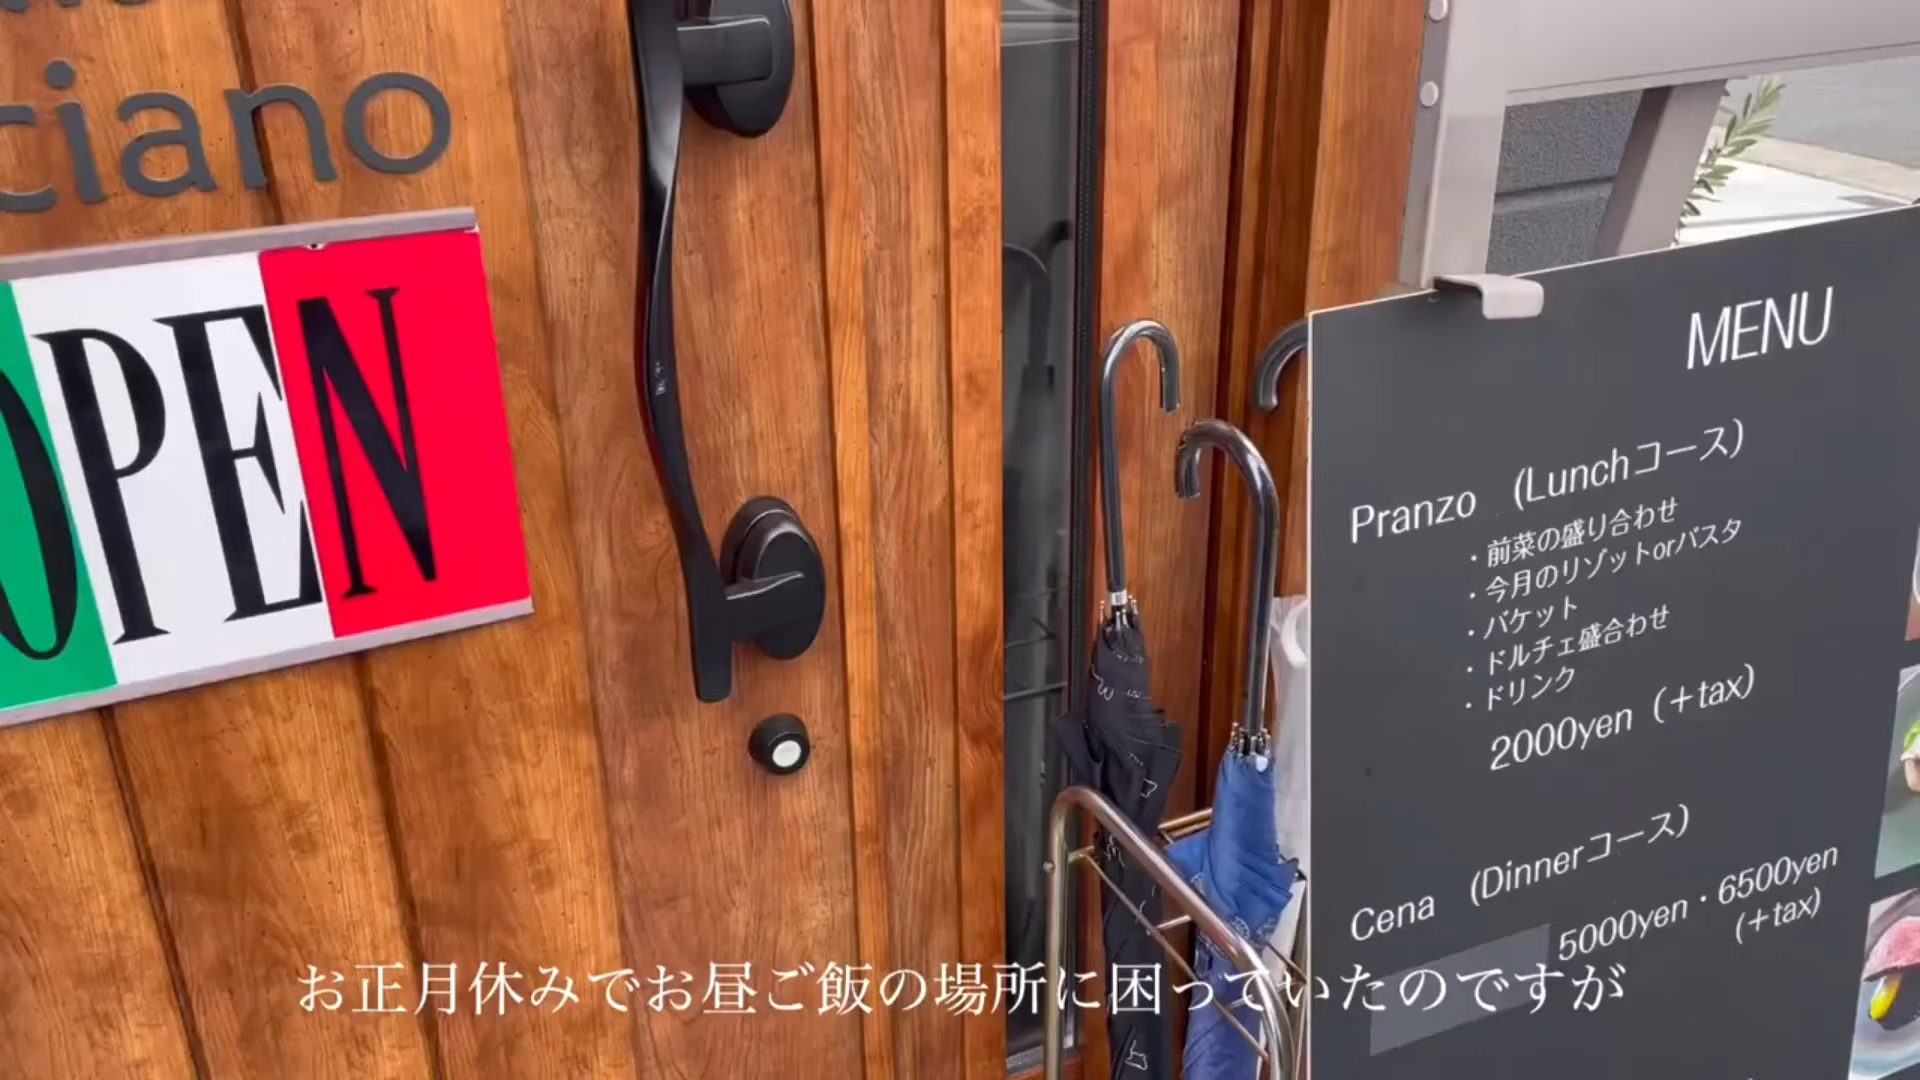 ciano
OPEN
MENU
Pranzo (Lunchコース)
・前菜の盛り合わせ
・今月のリゾットorパスタ
・バケット
・ドルチェ盛合わせ
・ドリンク
2000yen (+tax)
Cena (Dinnerコース)
5000yen・6500yen
(+tax)
お正月休みでお昼ご飯の場所に困っていたのですが